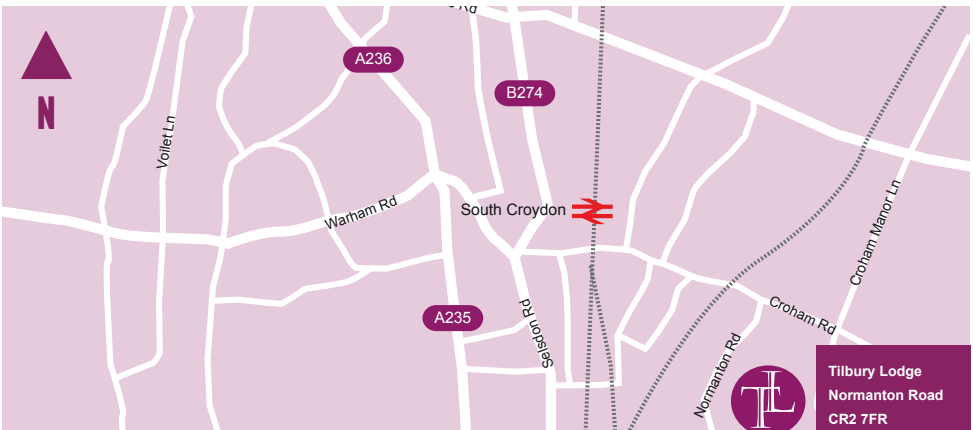 Rd
A236
B274
N
Voilet Ln
Warham Rd
South Croydon
Croham Manor Ln
A235
Selsdon Rd
Croham Rd
Normanton Rd
TL
Tilbury Lodge
Normanton Road
CR2 7FR